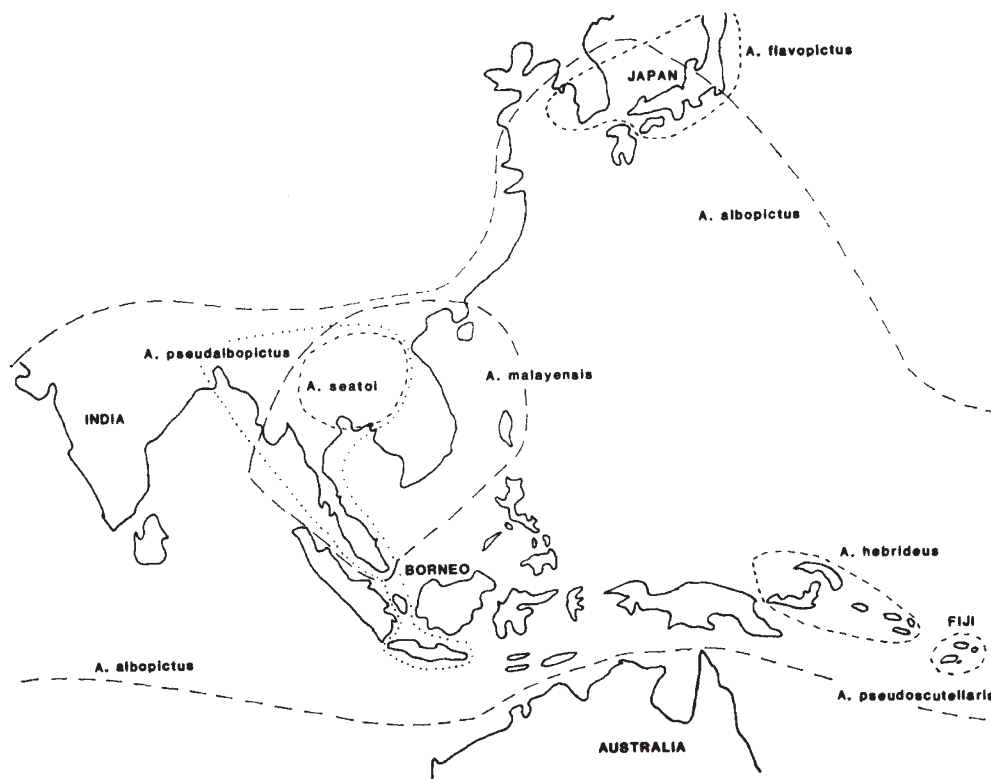 A. flavopictus
JAPAN
A. albopictus
A. pseudalbopictus
A. seatoi
A. malayensis
INDIA
A. hebrideus
BORNEO
FIJI
A. albopictus
A. pseudoscutellaris
AUSTRALIA